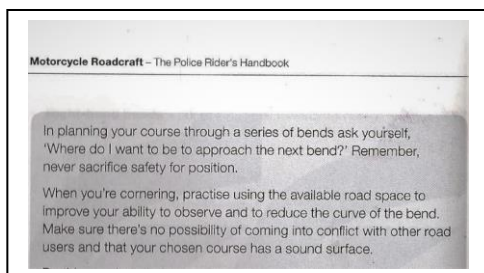 Motorcycle Roadcraft – The Police Rider's Handbook
In planning your course through a series of bends ask yourself,
'Where do I want to be to approach the next bend?' Remember,
never sacrifice safety for position.
When you're cornering, practise using the available road space to
improve your ability to observe and to reduce the curve of the bend.
Make sure there's no possibility of coming into conflict with other road
users and that your chosen course has a sound surface.